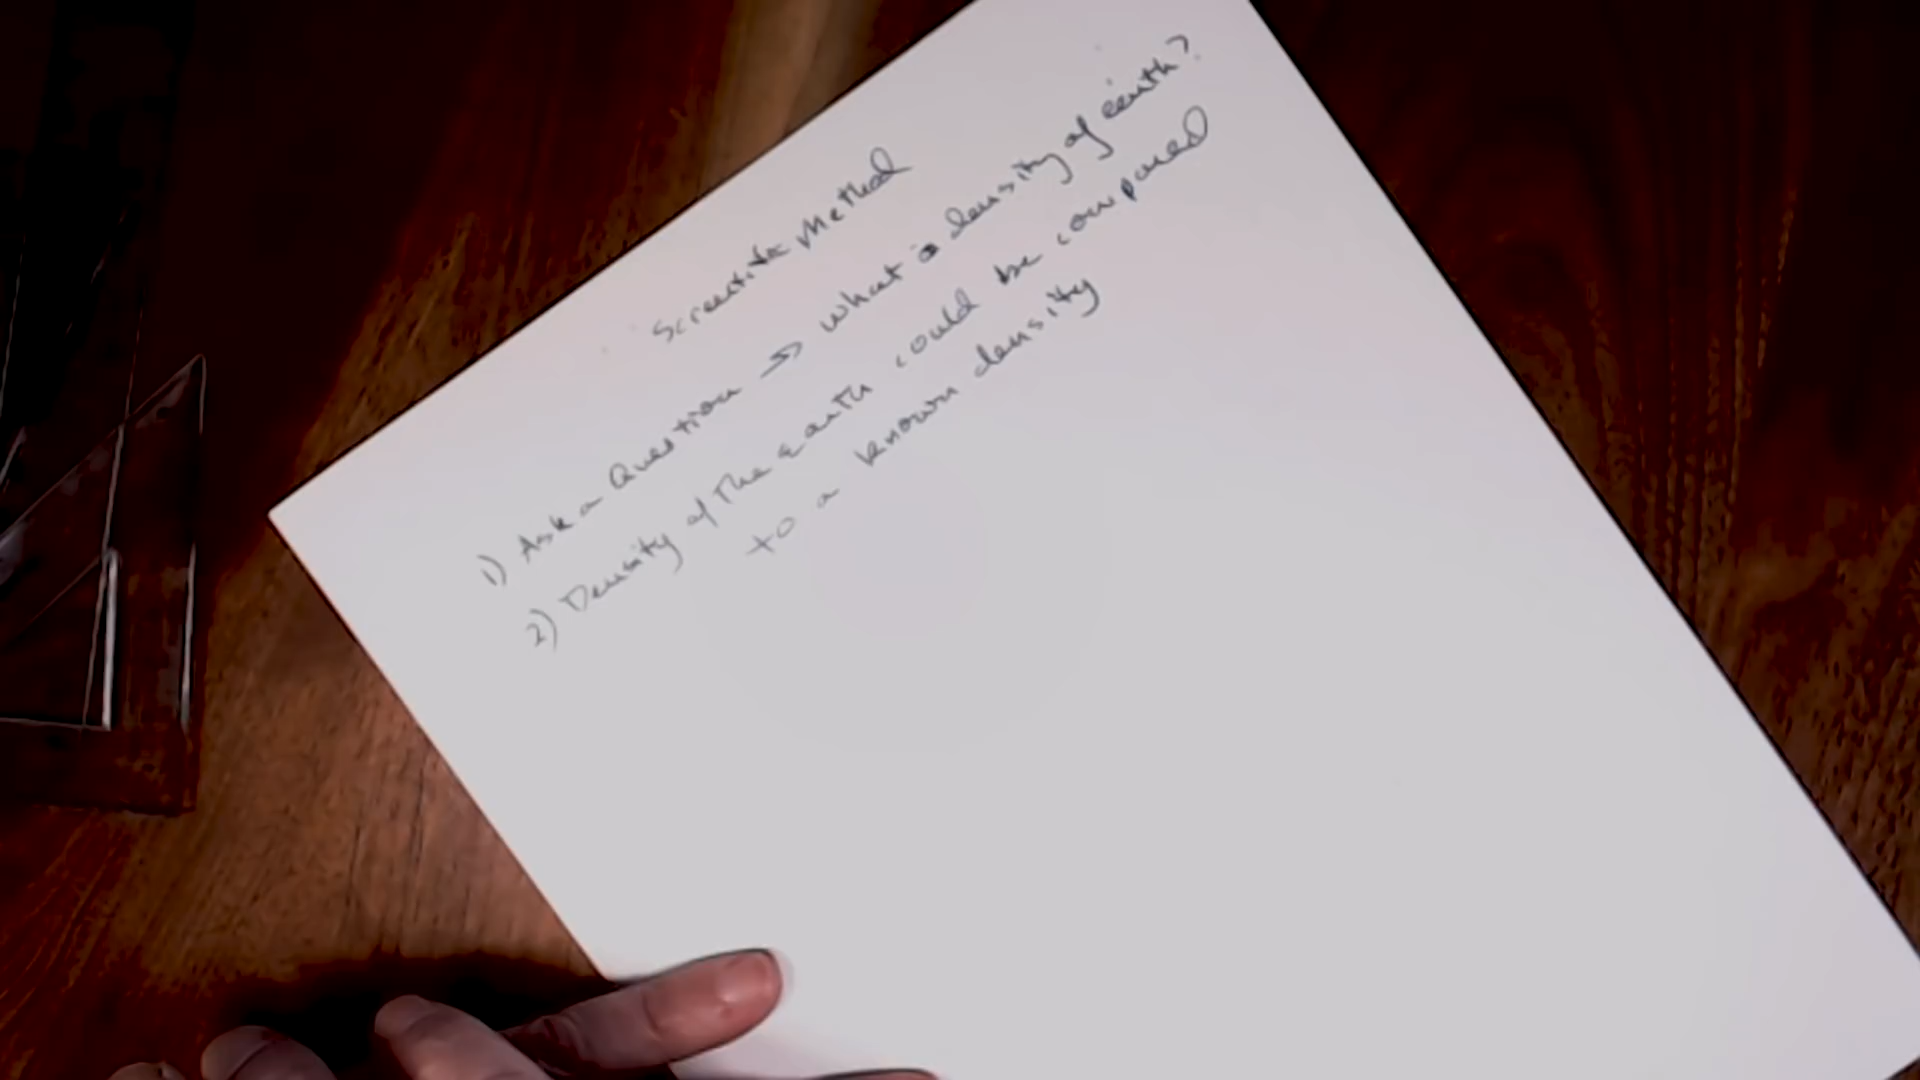 Scientific Method
1) Ask a Question → What is density of earth?
2) Density of The Earth could be compared
to a known density